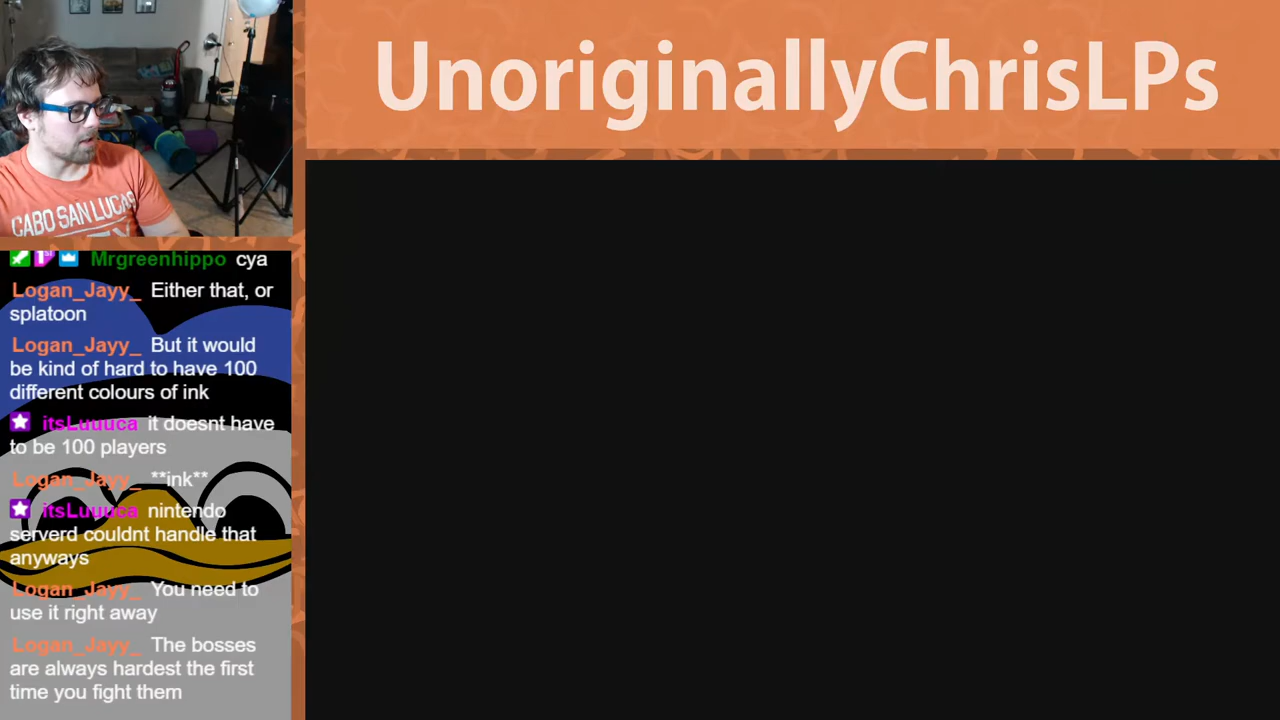 UnoriginallyChrisLPs
CABO SAN LUCAS
Mrgreenhippo cya
Logan_Jayy_ Either that, or
splatoon
Logan_Jayy_ But it would
be kind of hard to have 100
different colours of ink
itsLuuuca it doesnt have
to be 100 players
Logan_Jayy_ **ink**
itsLuuuca nintendo
serverd couldnt handle that
anyways
Logan_Jayy_ You need to
use it right away
Logan_Jayy_ The bosses
are always hardest the first
time you fight them